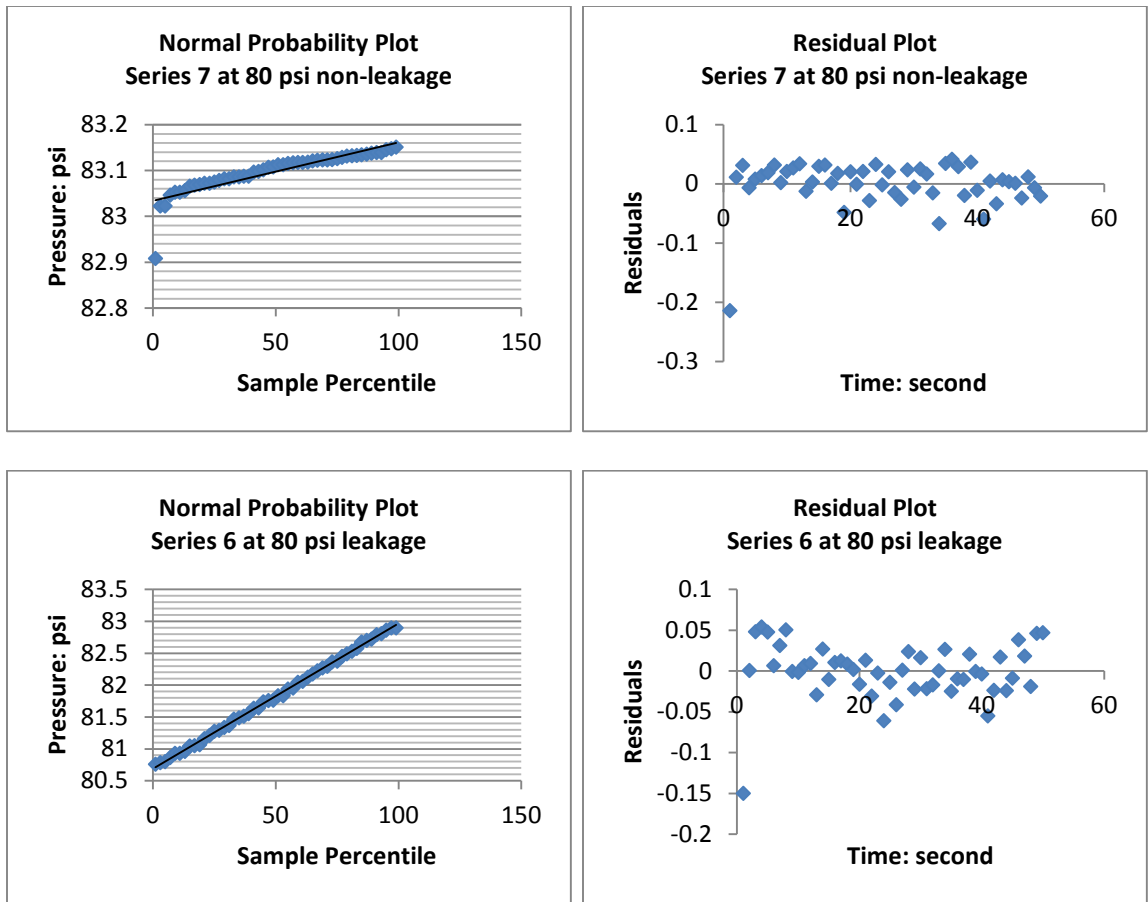 Normal Probability Plot
Series 7 at 80 psi non-leakage
83.2
83.1
83
82.9
82.8
Pressure: psi
0
50
100
150
Sample Percentile
Residual Plot
Series 7 at 80 psi non-leakage
0.1
0
-0.1
-0.2
-0.3
Residuals
0
20
40
60
Time: second
Normal Probability Plot
Series 6 at 80 psi leakage
83.5
83
82.5
82
81.5
81
80.5
Pressure: psi
0
50
100
150
Sample Percentile
Residual Plot
Series 6 at 80 psi leakage
0.1
0.05
0
-0.05
-0.1
-0.15
-0.2
Residuals
0
20
40
60
Time: second